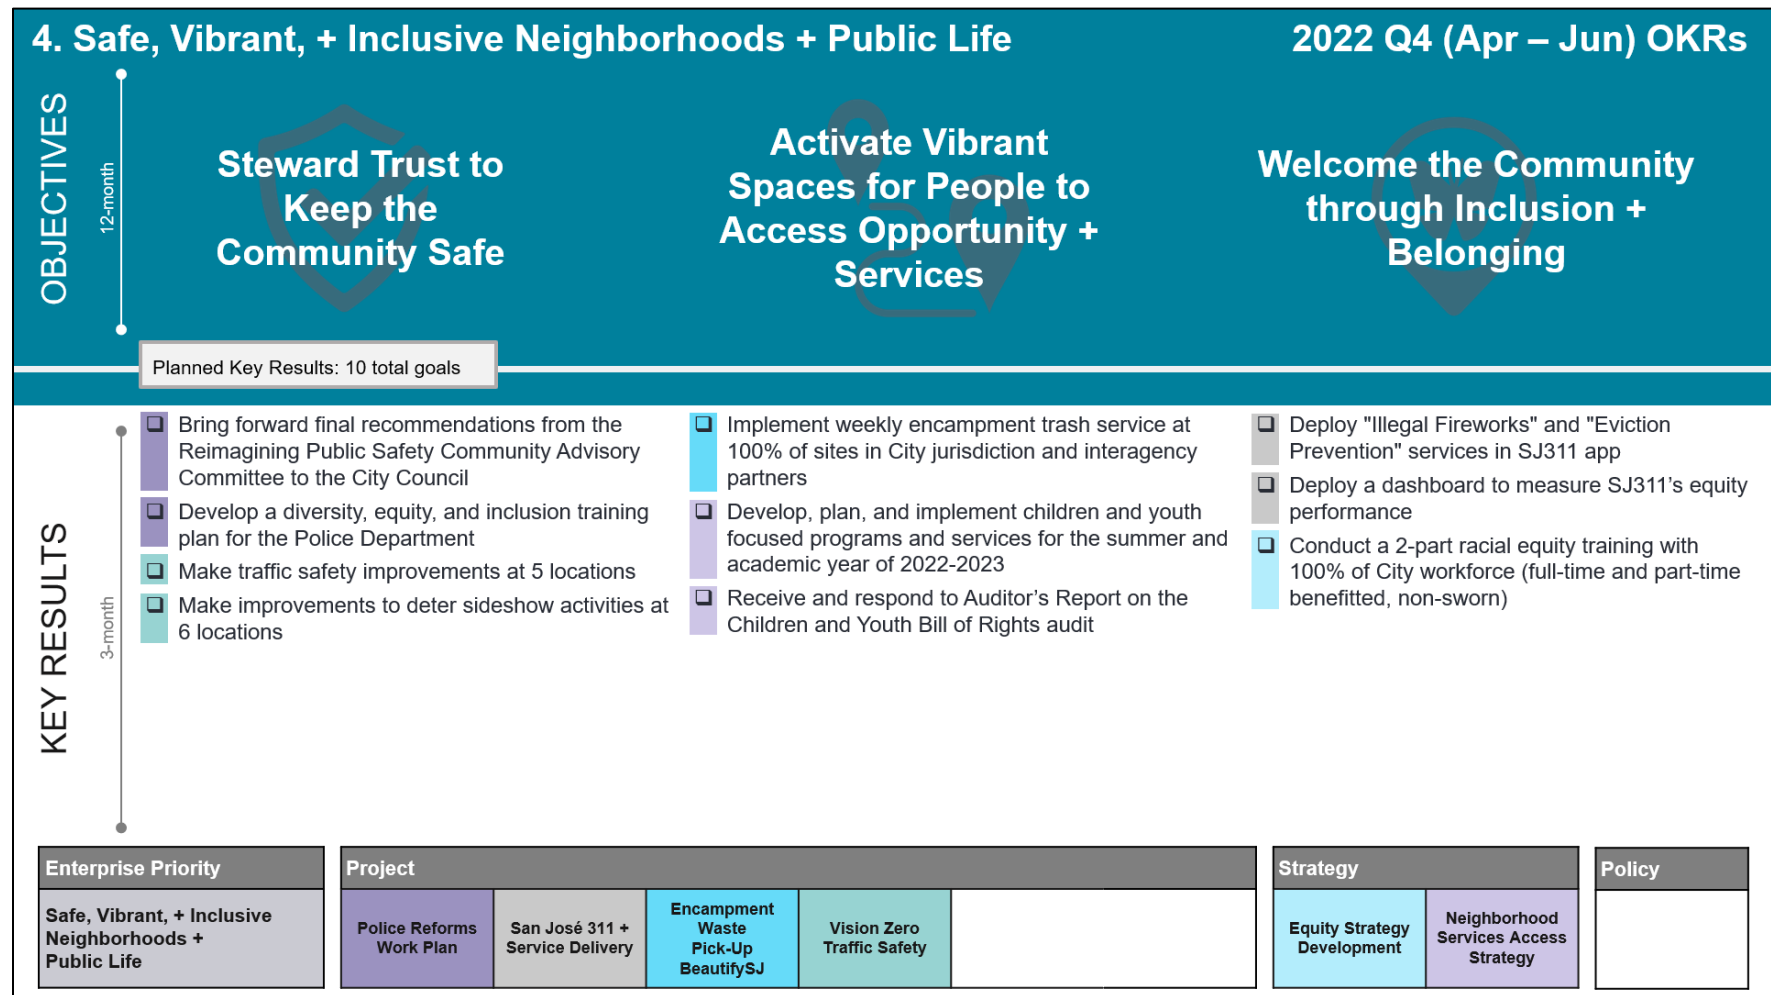 4. Safe, Vibrant, + Inclusive Neighborhoods + Public Life
2022 Q4 (Apr – Jun) OKRs
OBJECTIVES
12-month
Steward Trust to
Keep the
Community Safe
Activate Vibrant
Spaces for People to
Access Opportunity +
Services
Welcome the Community
through Inclusion +
Belonging
Planned Key Results: 10 total goals
KEY RESULTS
3-month
❑ Bring forward final recommendations from the
Reimagining Public Safety Community Advisory
Committee to the City Council
❑ Develop a diversity, equity, and inclusion training
plan for the Police Department
❑ Make traffic safety improvements at 5 locations
❑ Make improvements to deter sideshow activities at
6 locations
❑ Implement weekly encampment trash service at
100% of sites in City jurisdiction and interagency
partners
❑ Develop, plan, and implement children and youth
focused programs and services for the summer and
academic year of 2022-2023
❑ Receive and respond to Auditor’s Report on the
Children and Youth Bill of Rights audit
❑ Deploy "Illegal Fireworks" and "Eviction
Prevention" services in SJ311 app
❑ Deploy a dashboard to measure SJ311’s equity
performance
❑ Conduct a 2-part racial equity training with
100% of City workforce (full-time and part-time
benefitted, non-sworn)
Enterprise Priority
Safe, Vibrant, + Inclusive
Neighborhoods +
Public Life
Project
Police Reforms
Work Plan
San José 311 +
Service Delivery
Encampment
Waste
Pick-Up
BeautifySJ
Vision Zero
Traffic Safety
Strategy
Equity Strategy
Development
Neighborhood
Services Access
Strategy
Policy